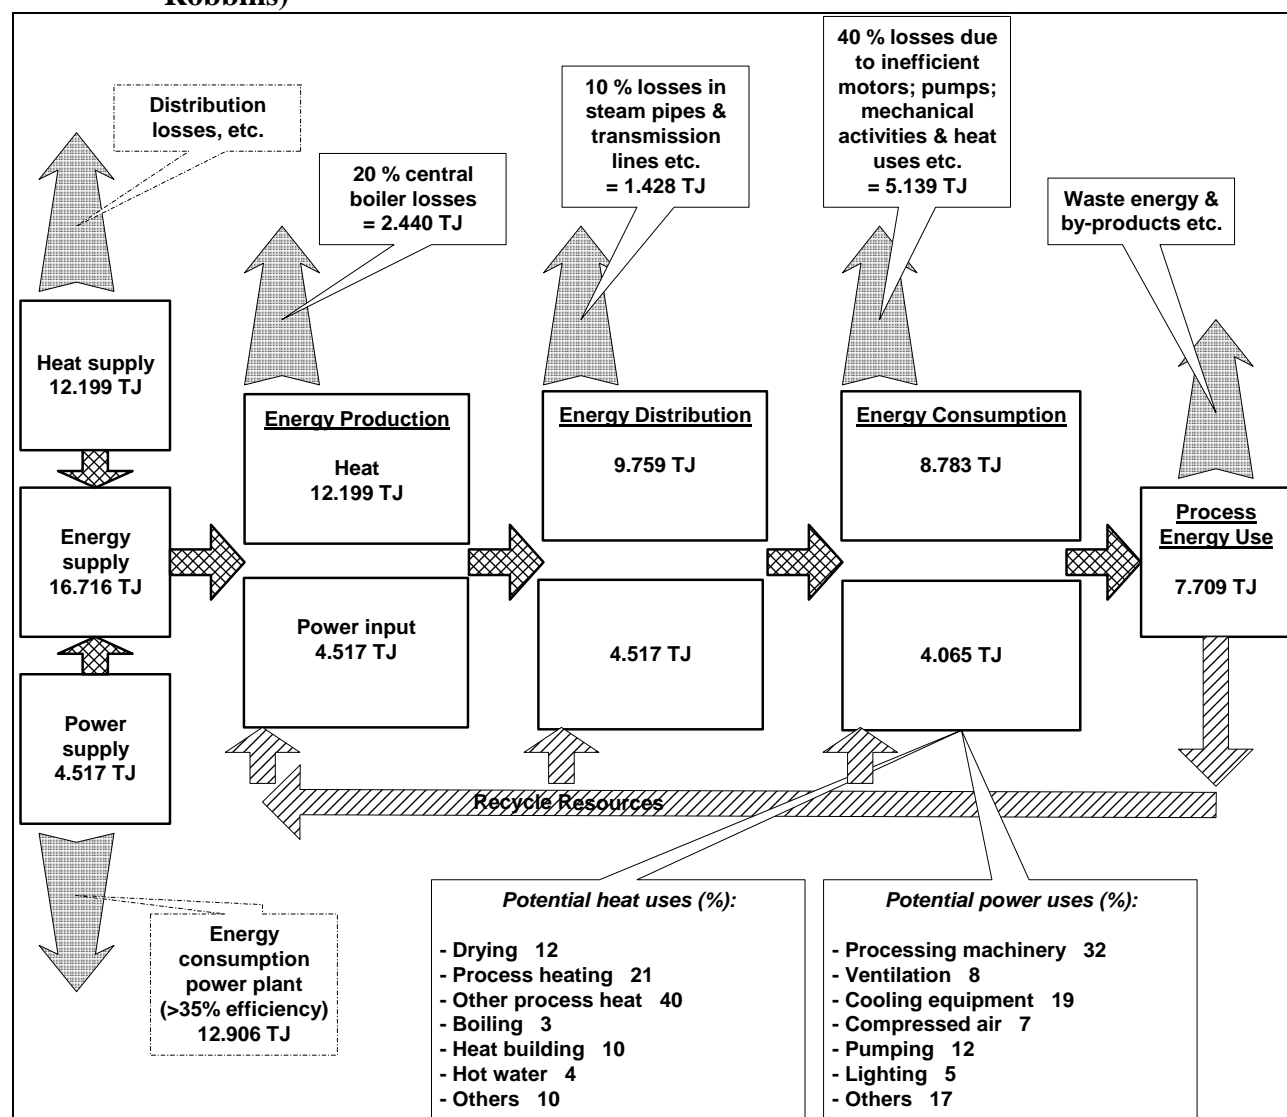 Robbins)
Distribution
losses, etc.
20 % central
boiler losses
= 2.440 TJ
10 % losses in
steam pipes &
transmission
lines etc.
= 1.428 TJ
40 % losses due
to inefficient
motors; pumps;
mechanical
activities & heat
uses etc.
= 5.139 TJ
Waste energy &
by-products etc.
Heat supply
12.199 TJ
Energy
supply
16.716 TJ
Power
supply
4.517 TJ
Energy Production
Heat
12.199 TJ
Power input
4.517 TJ
Energy Distribution
9.759 TJ
4.517 TJ
Energy Consumption
8.783 TJ
4.065 TJ
Process
Energy Use
7.709 TJ
Recycle Resources
Energy
consumption
power plant
(>35% efficiency)
12.906 TJ
Potential heat uses (%):
- Drying 12
- Process heating 21
- Other process heat 40
- Boiling 3
- Heat building 10
- Hot water 4
- Others 10
Potential power uses (%):
- Processing machinery 32
- Ventilation 8
- Cooling equipment 19
- Compressed air 7
- Pumping 12
- Lighting 5
- Others 17